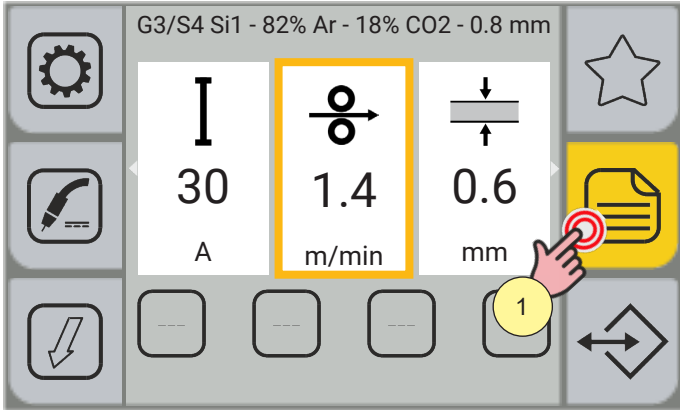 G3/S4 Si1 - 82% Ar - 18% CO2 - 0.8 mm
30 1.4 0.6
A m/min mm
--- --- ---
1